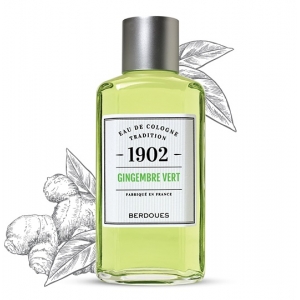 EAU DE COLOGNE
TRADITION
1902
GINGEMBRE VERT
FABRIQUÉ EN FRANCE
BERDOUES